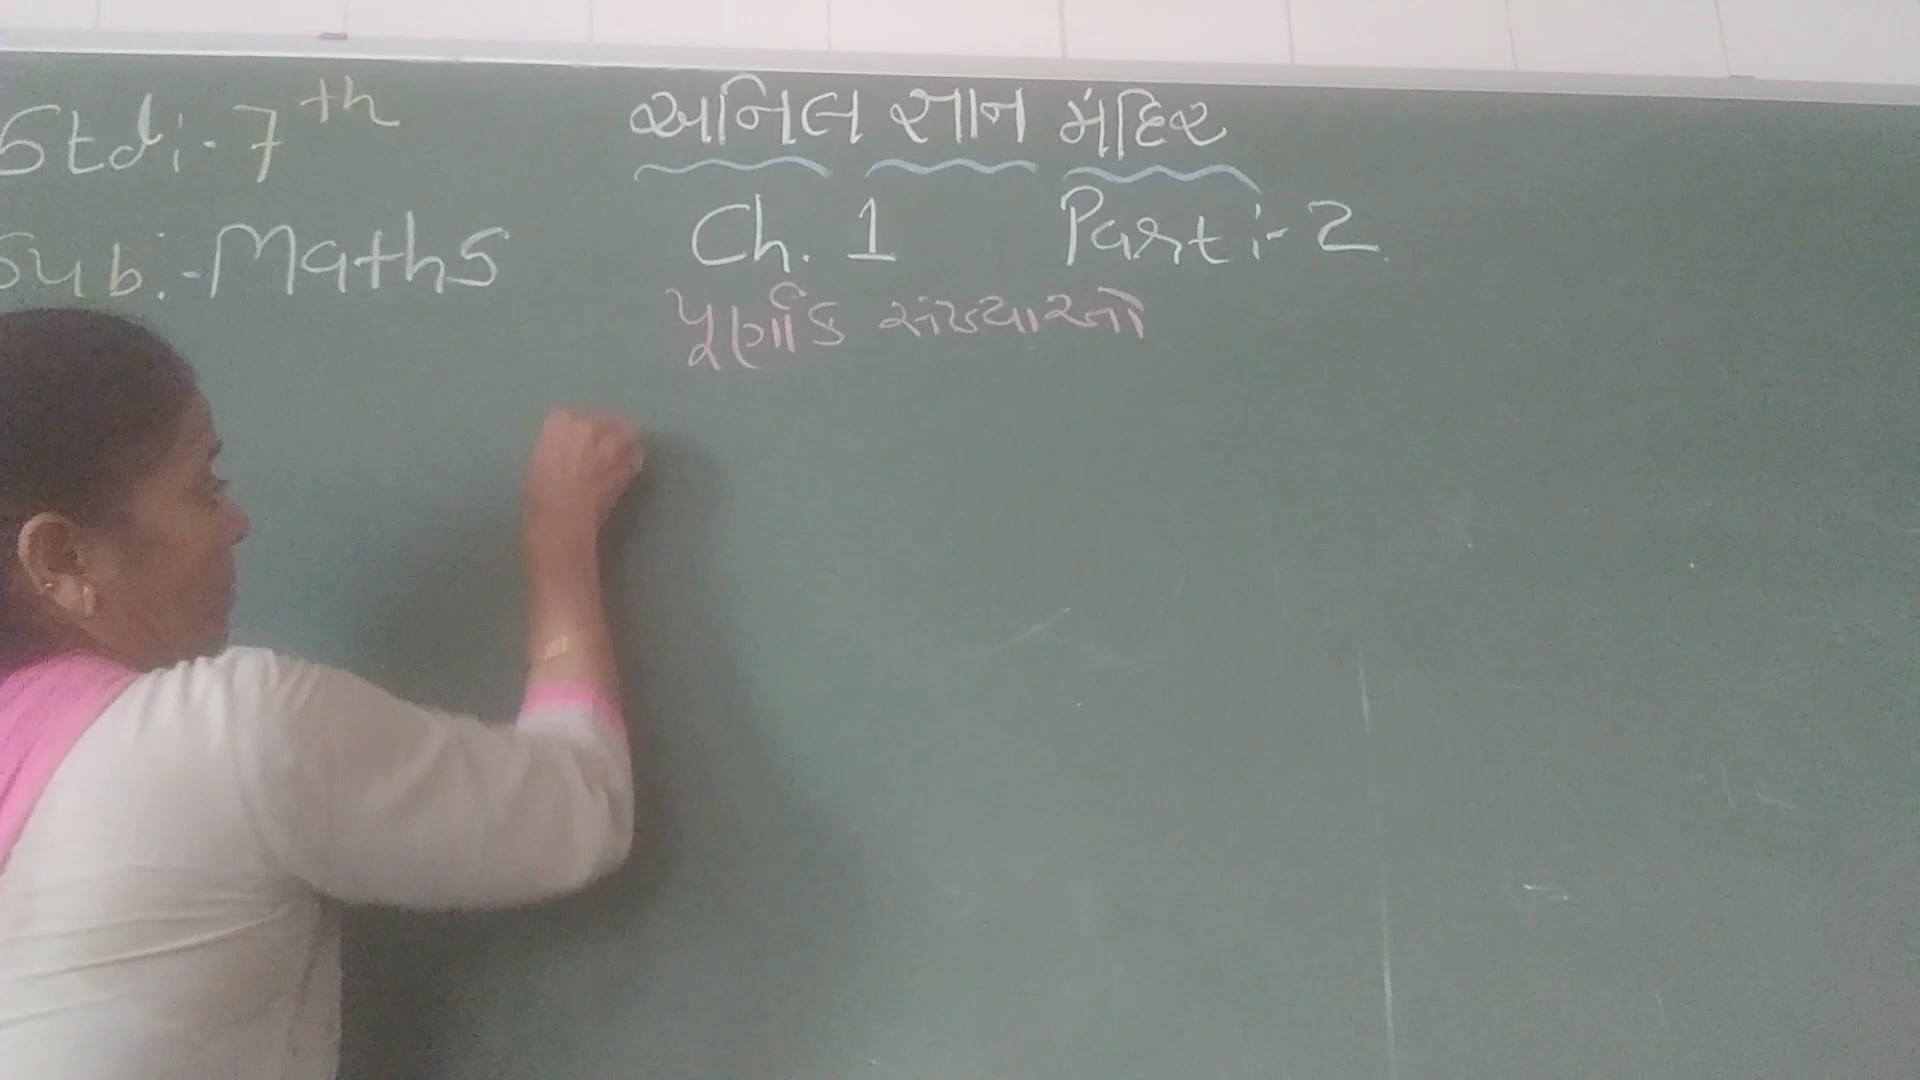 Std:- 7th
અનિલ જ્ઞાન મંદિર
Sub:- Maths
Ch. 1 Part:- 2
પૂર્ણાંક સંખ્યાઓ